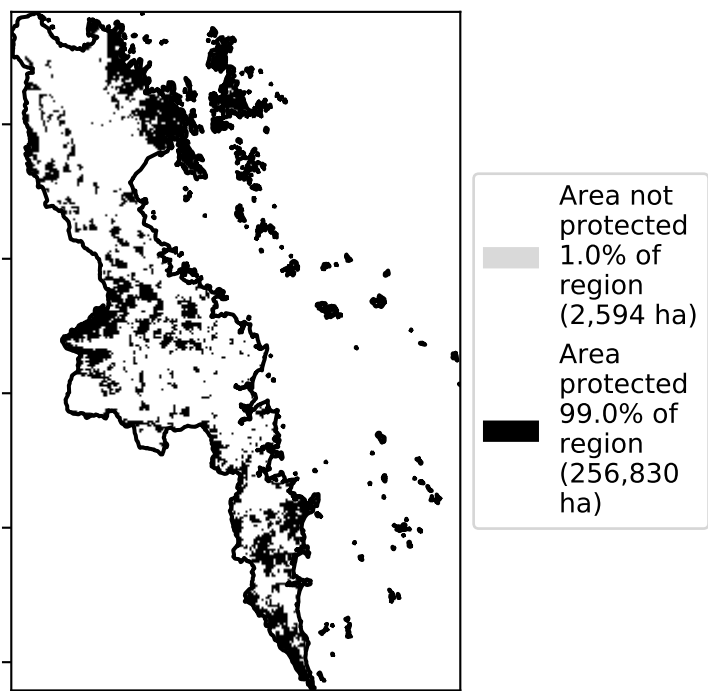 Area not
protected
1.0% of
region
(2,594 ha)
Area
protected
99.0% of
region
(256,830
ha)